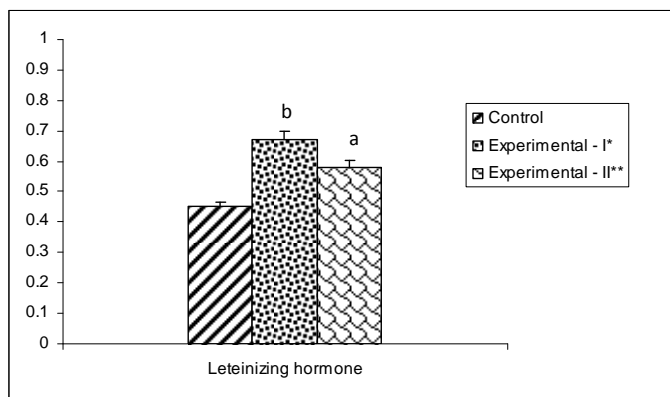 1
0.9
0.8
0.7
0.6
0.5
0.4
0.3
0.2
0.1
0
b
a
Leteinizing hormone
Control
Experimental - I*
Experimental - II**